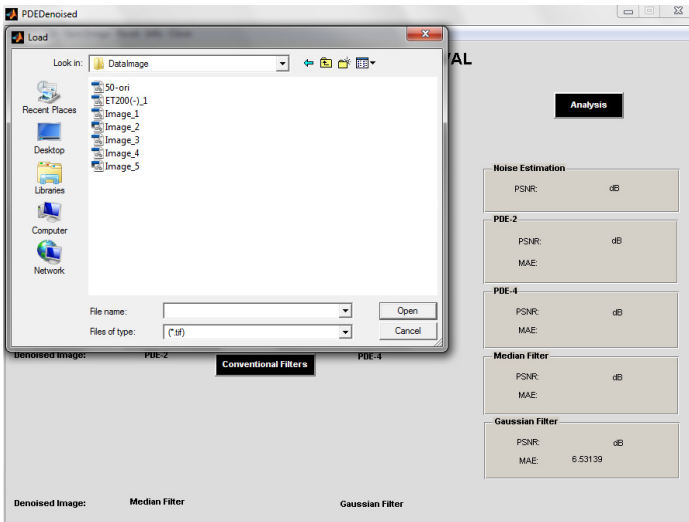 PDEDenoised
Load
VAL
Look in:
DataImage
50-ori
ET200(-)_1
Image_1
Image_2
Image_3
Image_4
Image_5
Recent Places
Desktop
Libraries
Computer
Network
File name:
Open
Files of type:
(*.tif)
Cancel
Analysis
Noise Estimation
PSNR: dB
PDE-2
PSNR: dB
MAE:
PDE-4
PSNR: dB
MAE:
Median Filter
PSNR: dB
MAE:
Gaussian Filter
PSNR: dB
MAE: 6.53139
Denoised Image: PDE-2 PDE-4
Conventional Filters
Denoised Image: Median Filter Gaussian Filter